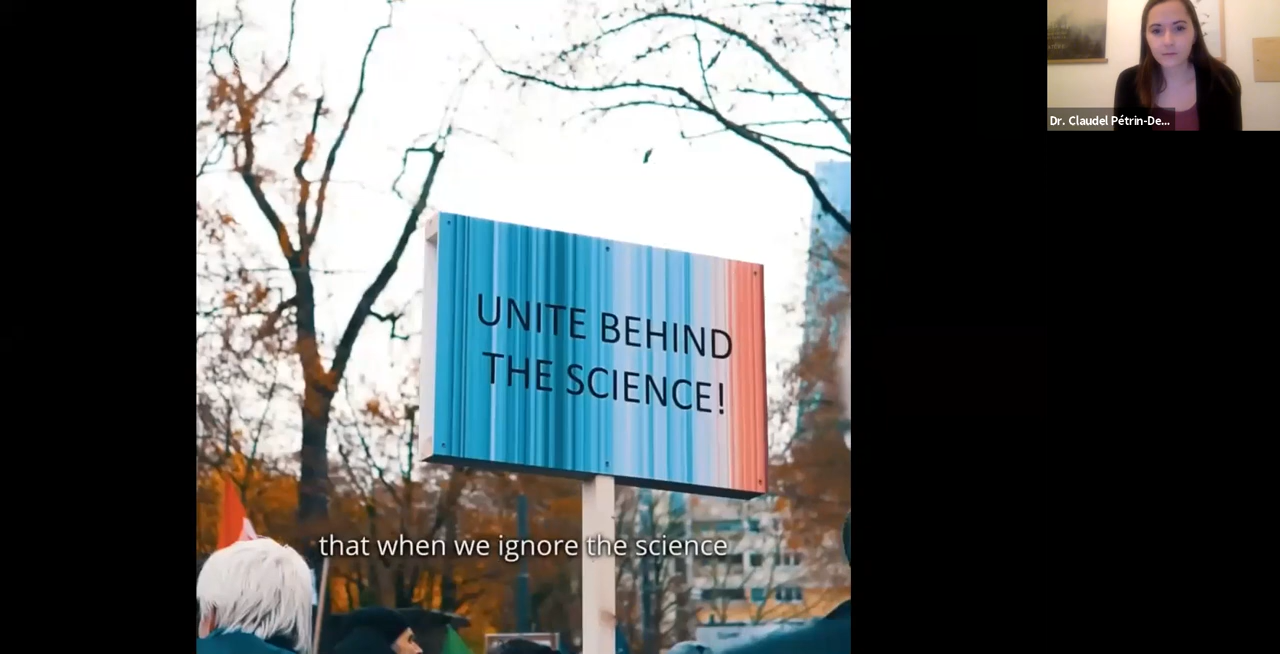 Dr. Claudel Pétrin-De...
UNITE BEHIND
THE SCIENCE!
that when we ignore the science